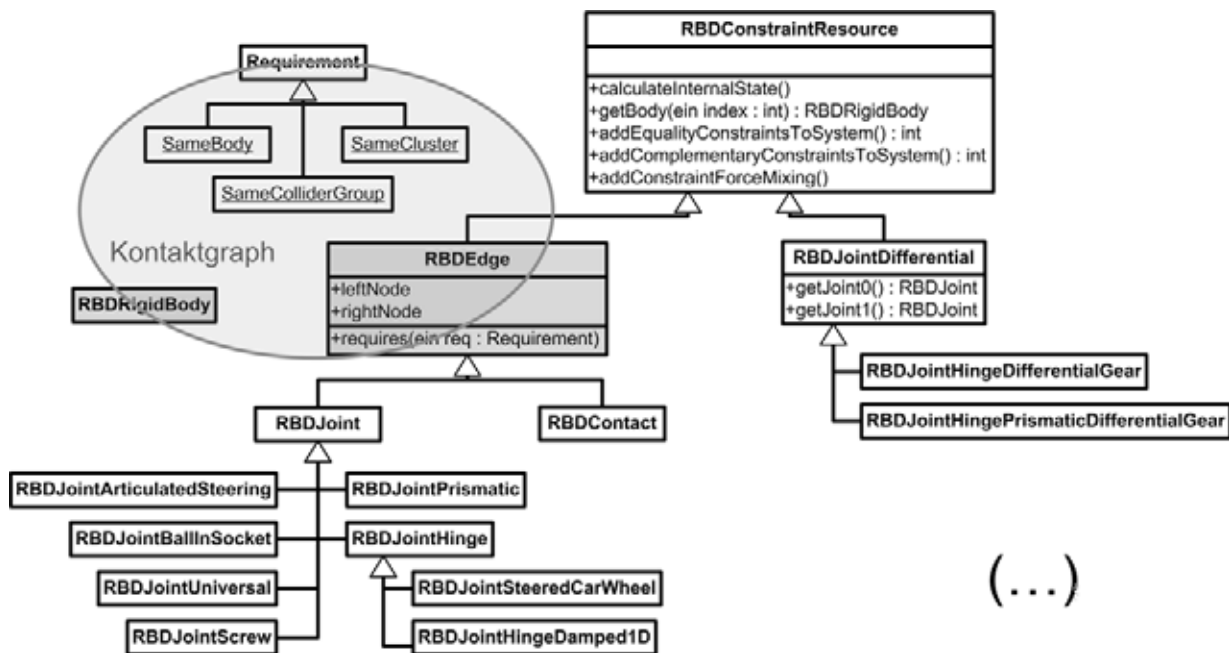 RBDConstraintResource
+calculateInternalState()
+getBody(ein index : int) : RBDRigidBody
+addEqualityConstraintsToSystem() : int
+addComplementaryConstraintsToSystem() : int
+addConstraintForceMixing()
Requirement
SameBody
SameCluster
SameColliderGroup
Kontaktgraph
RBDRigidBody
RBDEdge
+leftNode
+rightNode
+requires(ein req : Requirement)
RBDJointDifferential
+getJoint0() : RBDJoint
+getJoint1() : RBDJoint
RBDJointHingeDifferentialGear
RBDJointHingePrismaticDifferentialGear
RBDJoint
RBDContact
RBDJointArticulatedSteering
RBDJointPrismatic
RBDJointBallInSocket
RBDJointHinge
RBDJointUniversal
RBDJointSteeredCarWheel
RBDJointScrew
RBDJointHingeDamped1D
(...)